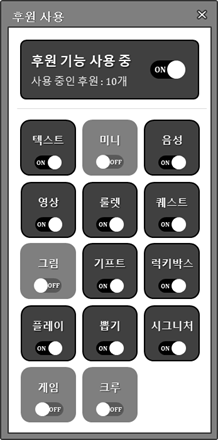 후원 사용
후원 기능 사용 중
사용 중인 후원 : 10개
ON
텍스트
미니
음성
ON
OFF
ON
영상
룰렛
퀘스트
ON
ON
ON
그림
기프트
럭키박스
OFF
ON
ON
플레이
뽑기
시그니처
ON
ON
ON
게임
크루
OFF
OFF